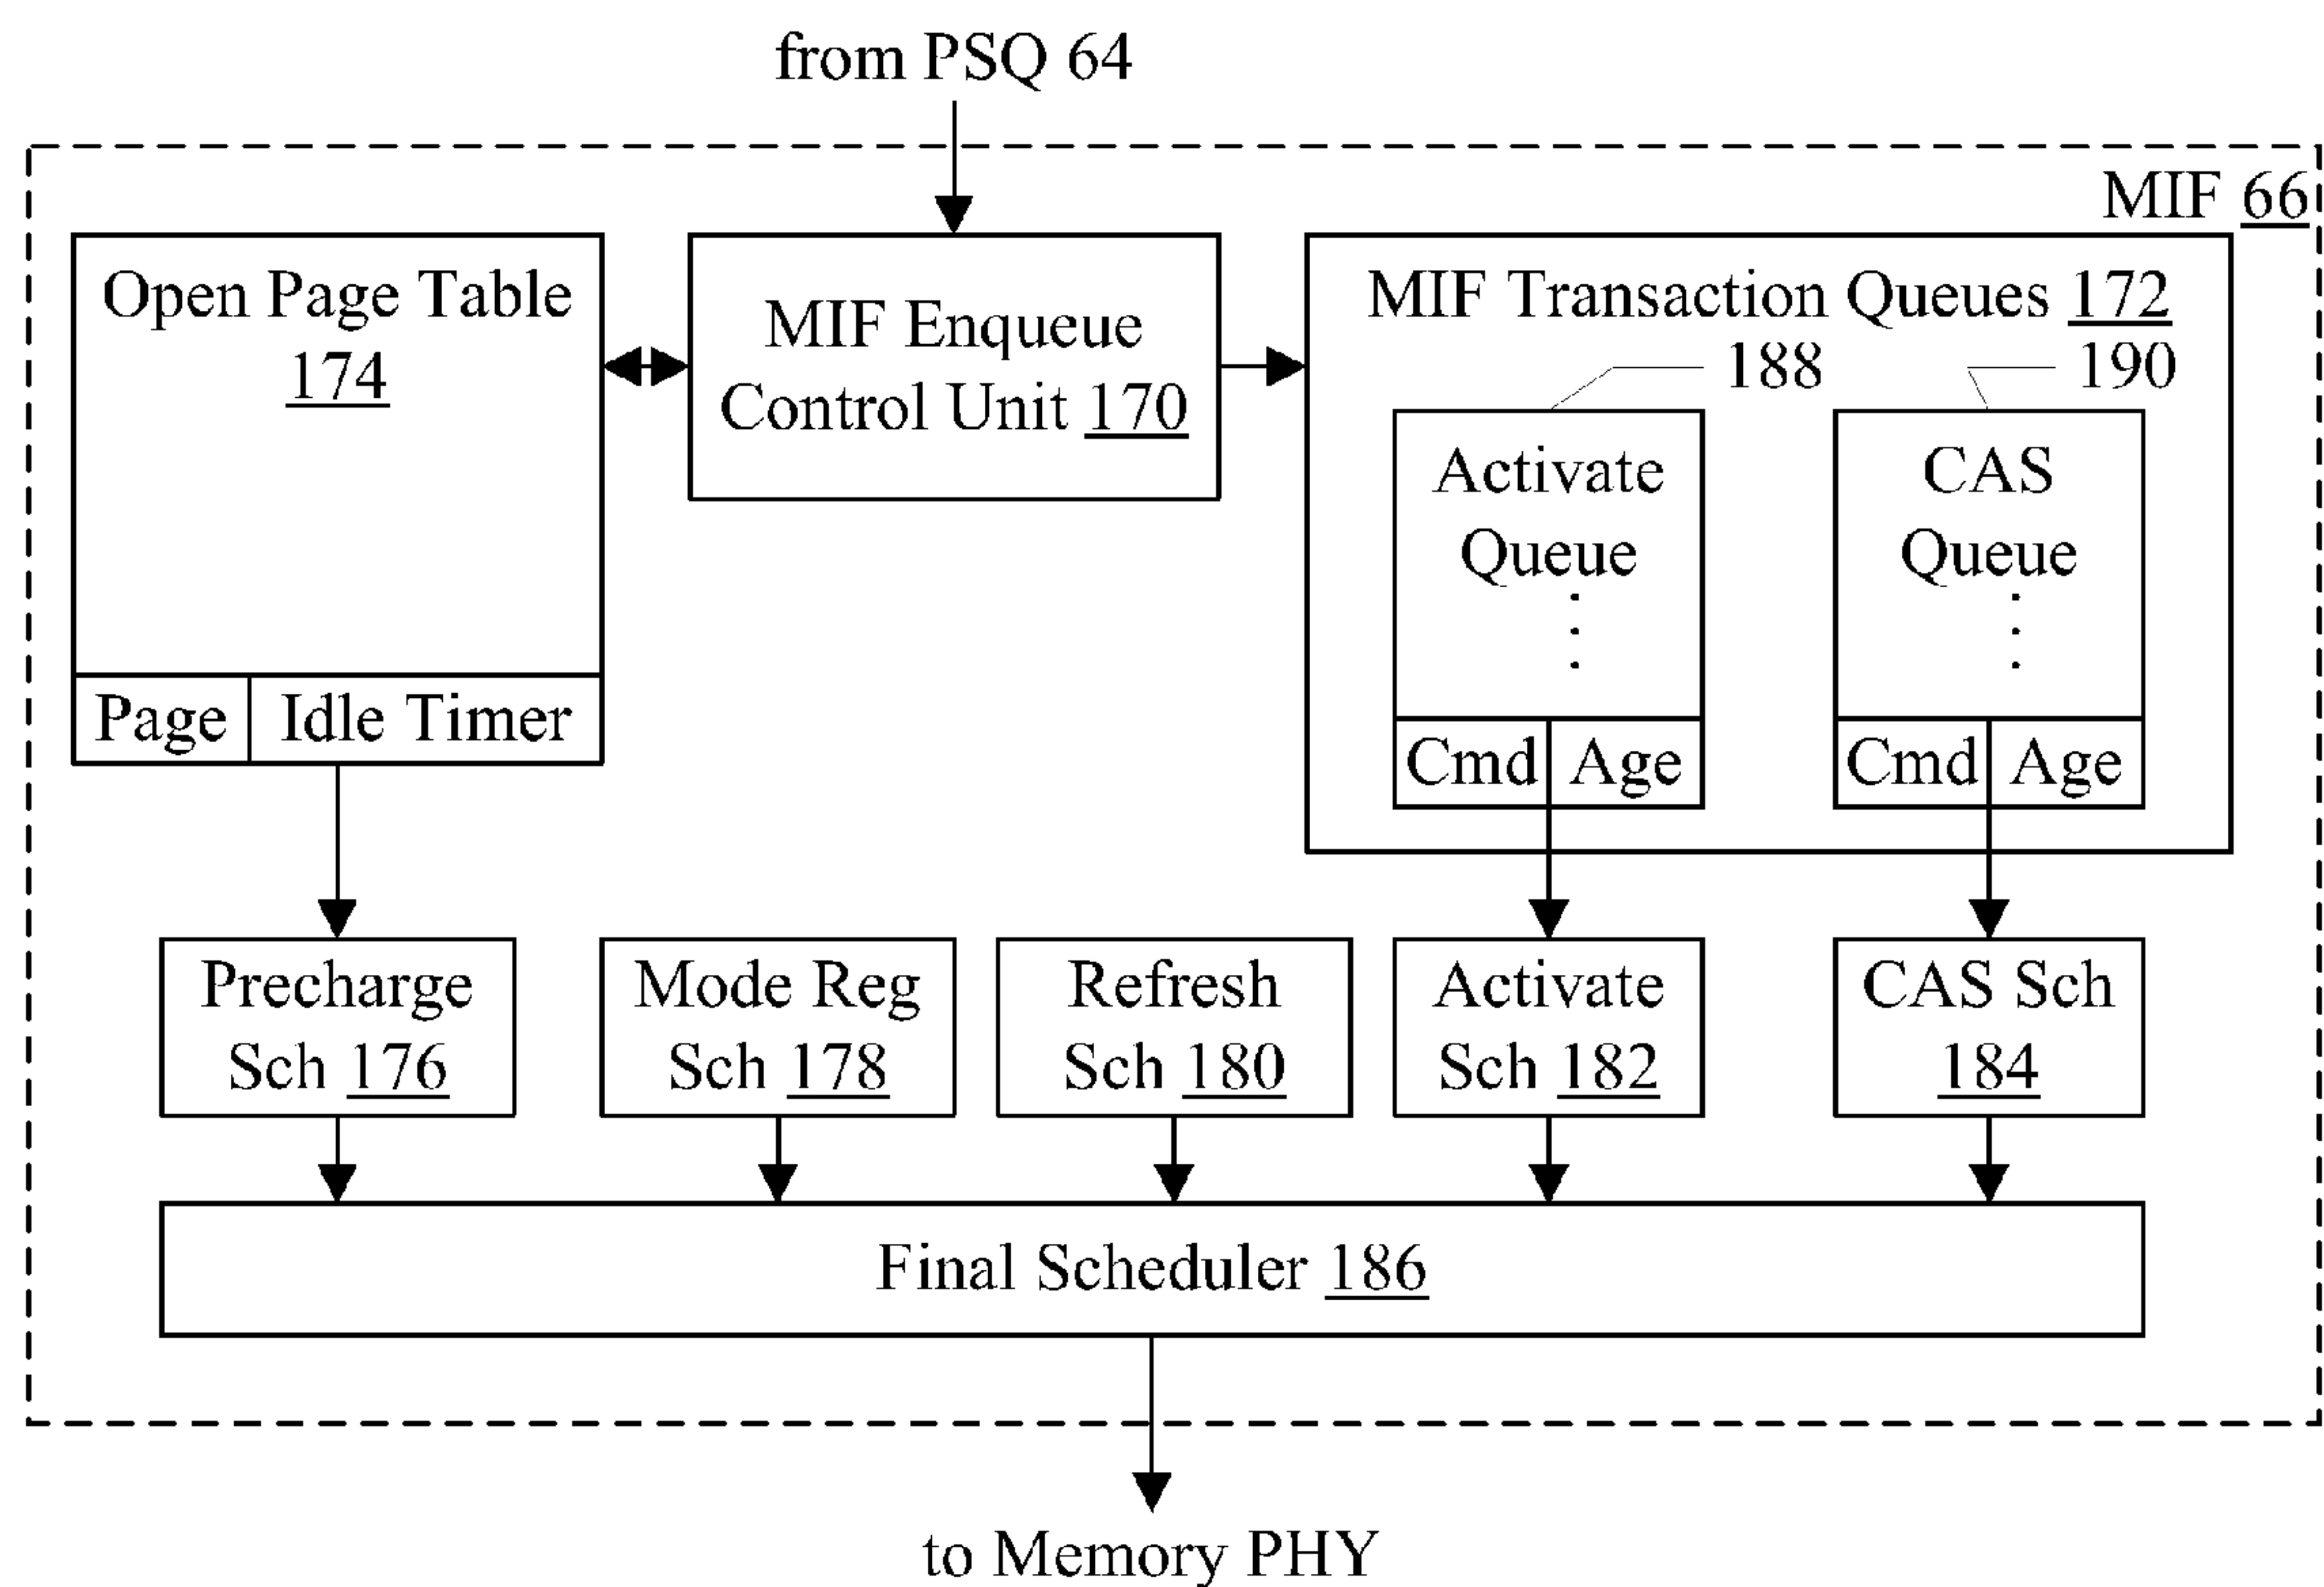 from PSQ 64
MIF 66
Open Page Table
174
Page
Idle Timer
MIF Enqueue
Control Unit 170
MIF Transaction Queues 172
188
190
Activate
Queue
Cmd
Age
CAS
Queue
Cmd
Age
Precharge
Sch 176
Mode Reg
Sch 178
Refresh
Sch 180
Activate
Sch 182
CAS Sch
184
Final Scheduler 186
to Memory PHY